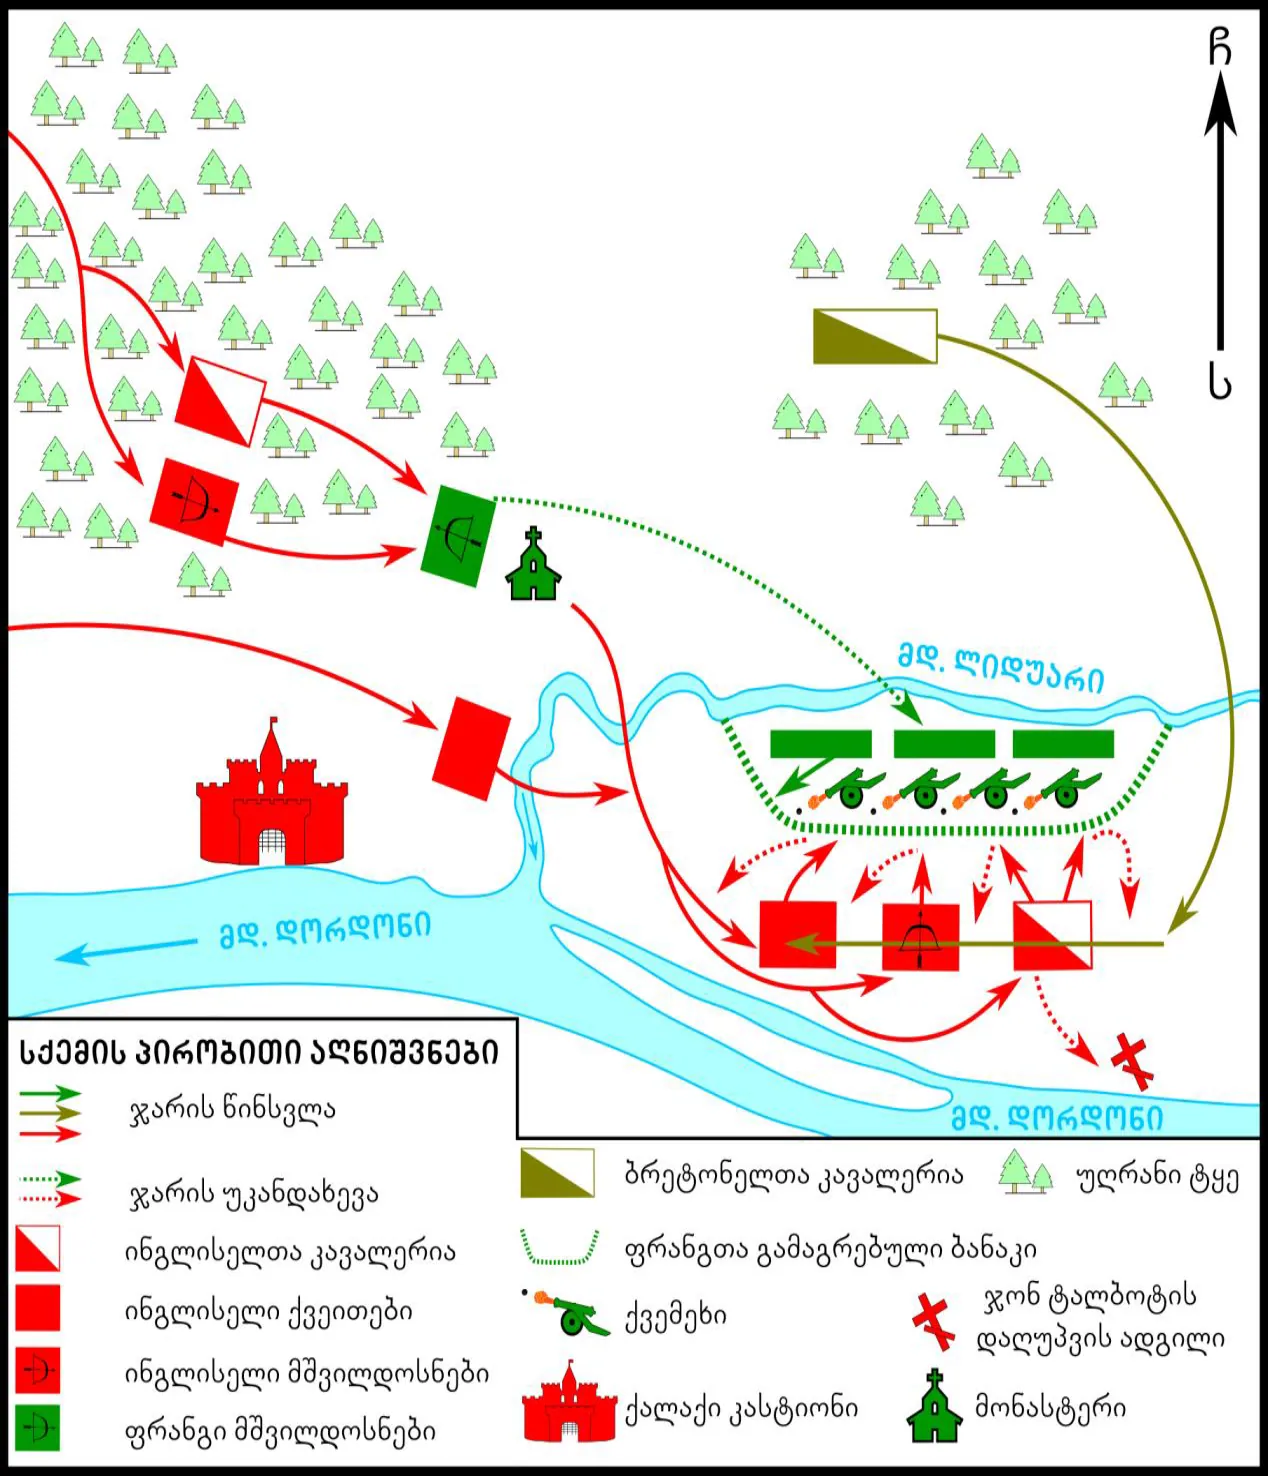 ჩ
ს
მდ. ლიდუარი
მდ. დორდონი
მდ. დორდონი
სქემის პირობითი აღნიშვნები
ჯარის წინსვლა
ჯარის უკანდახევა
ინგლისელთა კავალერია
ინგლისელი ქვეითები
ინგლისელი მშვილდოსნები
ფრანგი მშვილდოსნები
ბრეტონელთა კავალერია
ფრანგთა გამაგრებული ბანაკი
ქვემეხი
ქალაქი კასტიონი
უღრანი ტყე
ჯონ ტალბოტის
დაღუპვის ადგილი
მონასტერი